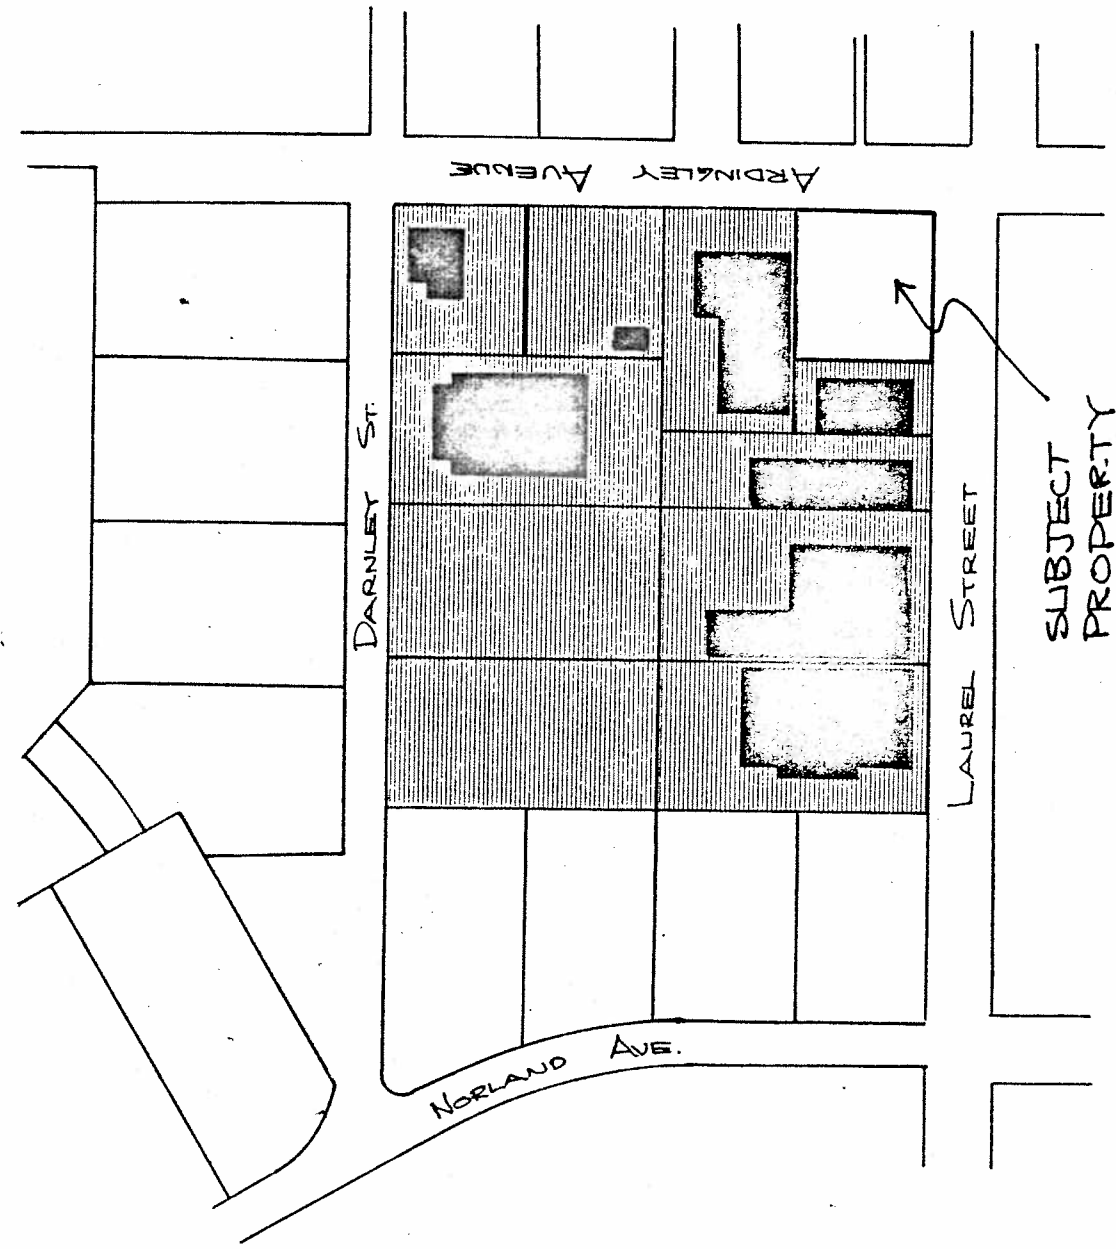 ARDINGLEY AVENUE
DARNLEY ST.
LAUREL STREET
SUBJECT
PROPERTY
NORLAND AVE.